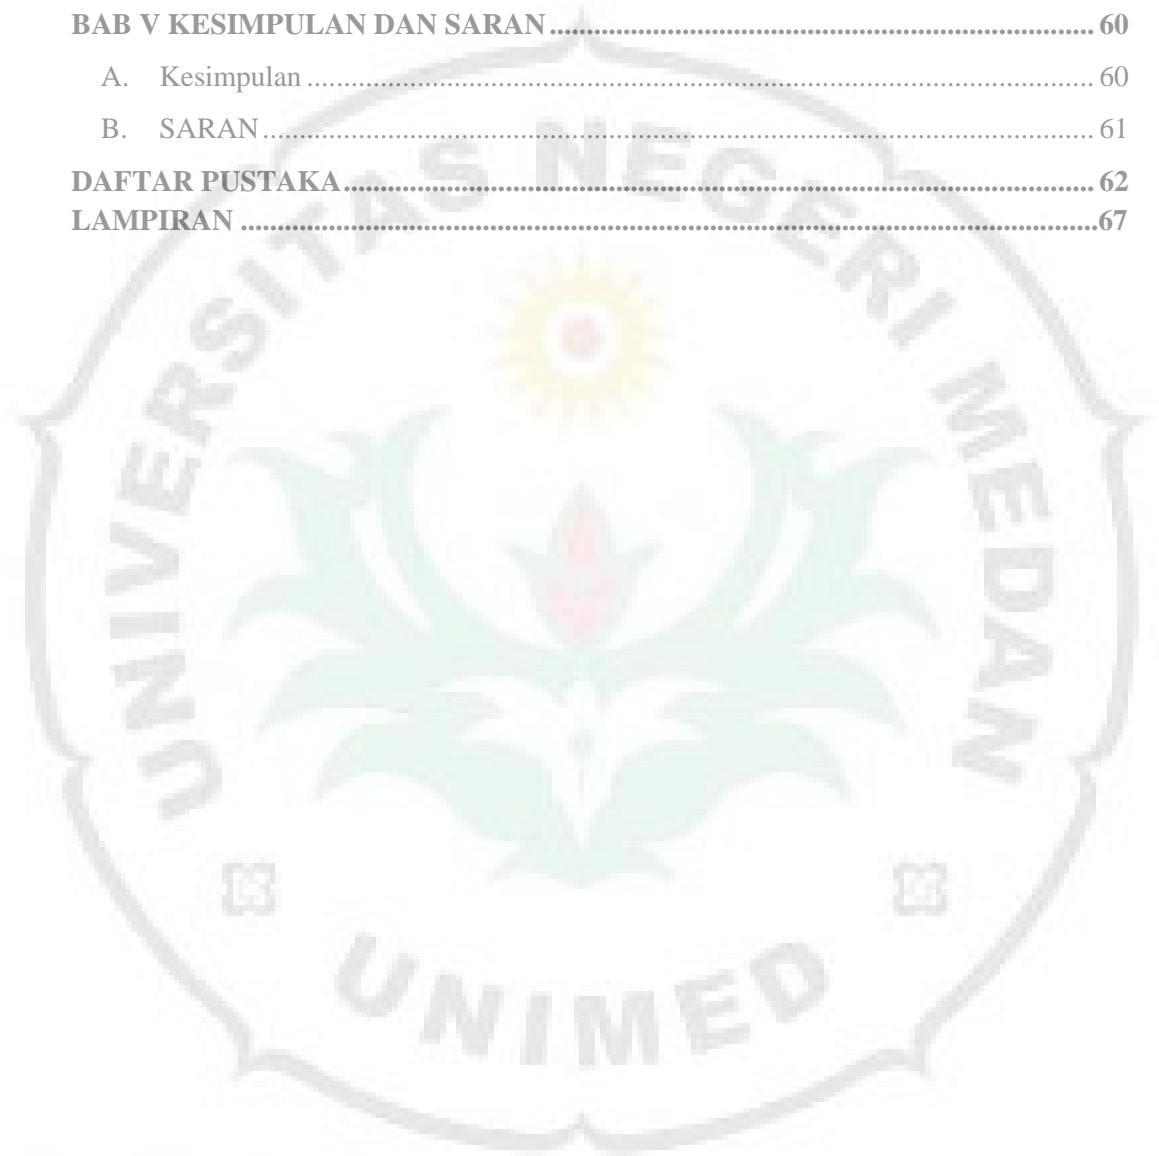 BAB V KESIMPULAN DAN SARAN ........................................................................ 60
A. Kesimpulan ........................................................................................................ 60
B. SARAN .............................................................................................................. 61
DAFTAR PUSTAKA .................................................................................................... 62
LAMPIRAN ..................................................................................................................67
UNIVERSITAS NEGERI MEDAN
UNIMED